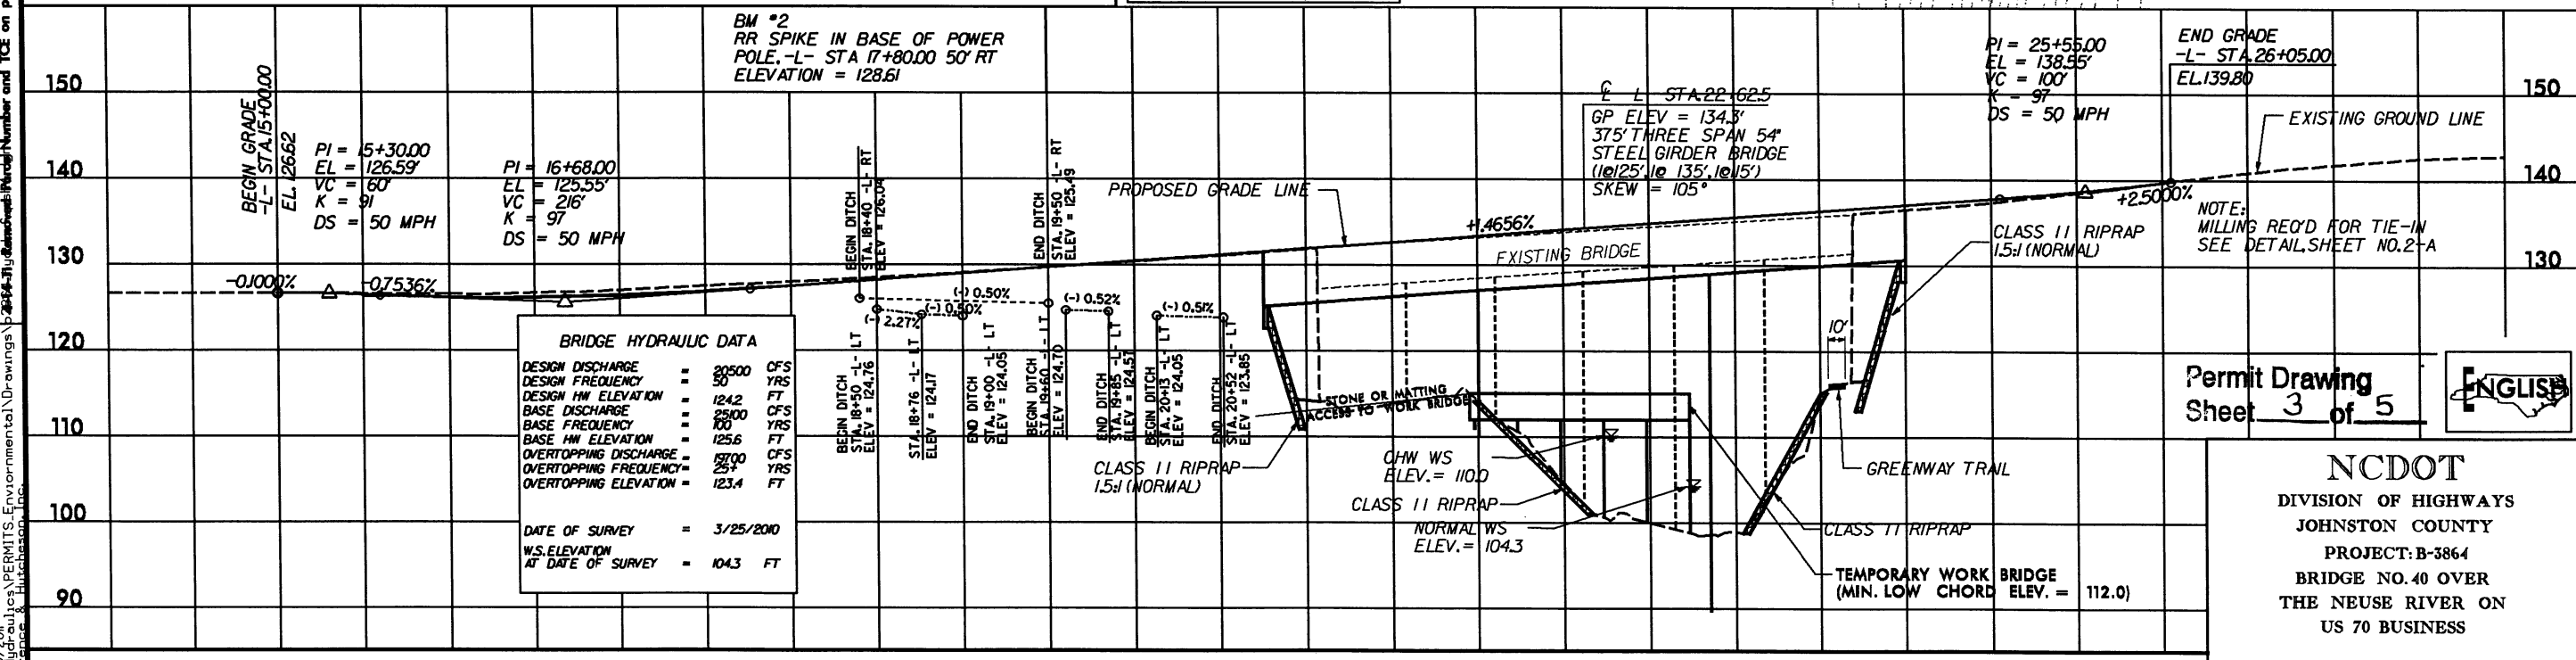 BM #2
RR SPIKE IN BASE OF POWER
POLE. -L- STA 17+80.00 50' RT
ELEVATION = 128.61
BEGIN GRADE
-L- STA.15+00.00
EL. 126.62
PI = 15+30.00
EL = 126.59'
VC = 60'
K = 91
DS = 50 MPH
PI = 16+68.00
EL = 125.55'
VC = 216'
K = 97
DS = 50 MPH
BEGIN DITCH
STA. 18+40 -L- RT
ELEV = 126.04
END DITCH
STA. 19+50 -L- RT
ELEV = 125.49
PROPOSED GRADE LINE
℄ L STA.22+62.5
GP ELEV = 134.3'
375' THREE SPAN 54"
STEEL GIRDER BRIDGE
(1@125',1@ 135',1@115')
SKEW = 105°
PI = 25+55.00
EL = 138.55'
VC = 100'
K = 97
DS = 50 MPH
END GRADE
-L- STA.26+05.00
EL.139.80
EXISTING GROUND LINE
150
140
130
120
110
100
90
150
140
130
-0.1000%
-0.7536%
+1.4656%
+2.5000%
EXISTING BRIDGE
NOTE:
MILLING REQ'D FOR TIE-IN
SEE DETAIL,SHEET NO.2-A
CLASS II RIPRAP
1.5:1 (NORMAL)
(-) 0.50%
(-) 2.27%
(-) 0.50%
(-) 0.52%
(-) 0.51%
10'
BRIDGE HYDRAULIC DATA
DESIGN DISCHARGE = 20500 CFS
DESIGN FREQUENCY = 50 YRS
DESIGN HW ELEVATION = 124.2 FT
BASE DISCHARGE = 25100 CFS
BASE FREQUENCY = 100 YRS
BASE HW ELEVATION = 125.6 FT
OVERTOPPING DISCHARGE = 19700 CFS
OVERTOPPING FREQUENCY= 25+ YRS
OVERTOPPING ELEVATION = 123.4 FT
DATE OF SURVEY = 3/25/2010
W.S.ELEVATION
AT DATE OF SURVEY = 104.3 FT
BEGIN DITCH
STA. 18+50 -L- LT
ELEV = 124.76
STA. 18+76 -L- LT
ELEV = 124.17
END DITCH
STA. 19+00 -L- LT
ELEV = 124.05
BEGIN DITCH
STA. 19+60 -L- LT
ELEV = 124.70
END DITCH
STA. 19+85 -L- LT
ELEV = 124.57
BEGIN DITCH
STA. 20+13 -L- LT
ELEV = 124.05
END DITCH
STA. 20+52 -L- LT
ELEV = 123.85
STONE OR MATTING
ACCESS TO WORK BRIDGE
CLASS II RIPRAP
1.5:1 (NORMAL)
OHW WS
ELEV.= 110.0
CLASS II RIPRAP
NORMAL WS
ELEV.= 104.3
GREENWAY TRAIL
CLASS II RIPRAP
TEMPORARY WORK BRIDGE
(MIN. LOW CHORD ELEV. = 112.0)
Permit Drawing
Sheet 3 of 5
ENGLISH
NCDOT
DIVISION OF HIGHWAYS
JOHNSTON COUNTY
PROJECT: B-3864
BRIDGE NO. 40 OVER
THE NEUSE RIVER ON
US 70 BUSINESS